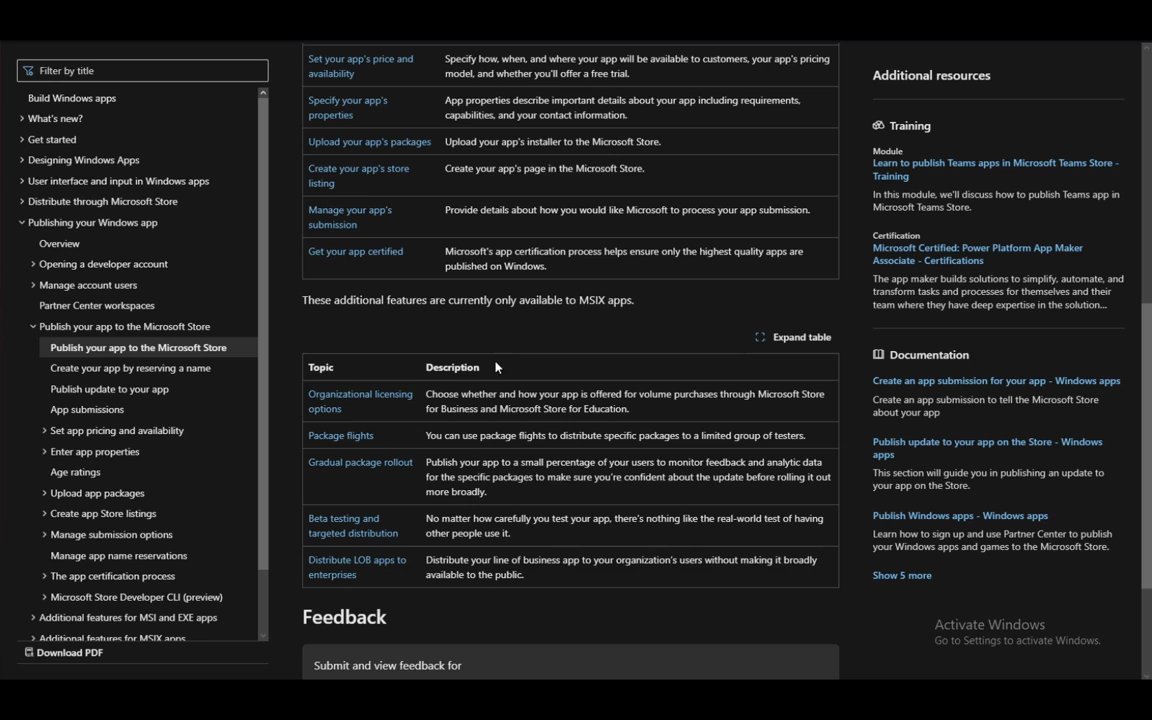 Filter by title
Build Windows apps
What's new?
Get started
Designing Windows Apps
User interface and input in Windows apps
Distribute through Microsoft Store
Publishing your Windows app
Overview
Opening a developer account
Manage account users
Partner Center workspaces
Publish your app to the Microsoft Store
Publish your app to the Microsoft Store
Create your app by reserving a name
Publish update to your app
App submissions
Set app pricing and availability
Enter app properties
Age ratings
Upload app packages
Create app Store listings
Manage submission options
Manage app name reservations
The app certification process
Microsoft Store Developer CLI (preview)
Additional features for MSI and EXE apps
Additional features for MSIX apps
Download PDF
Set your app's price and
availability
Specify how, when, and where your app will be available to customers, your app's pricing
model, and whether you'll offer a free trial.
Specify your app's
properties
App properties describe important details about your app including requirements,
capabilities, and your contact information.
Upload your app's packages
Upload your app's installer to the Microsoft Store.
Create your app's store
listing
Create your app's page in the Microsoft Store.
Manage your app's
submission
Provide details about how you would like Microsoft to process your app submission.
Get your app certified
Microsoft's app certification process helps ensure only the highest quality apps are
published on Windows.
These additional features are currently only available to MSIX apps.
Expand table
Topic
Description
Organizational licensing
options
Choose whether and how your app is offered for volume purchases through Microsoft Store
for Business and Microsoft Store for Education.
Package flights
You can use package flights to distribute specific packages to a limited group of testers.
Gradual package rollout
Publish your app to a small percentage of your users to monitor feedback and analytic data
for the specific packages to make sure you're confident about the update before rolling it out
more broadly.
Beta testing and
targeted distribution
No matter how carefully you test your app, there's nothing like the real-world test of having
other people use it.
Distribute LOB apps to
enterprises
Distribute your line of business app to your organization's users without making it broadly
available to the public.
Feedback
Submit and view feedback for
Additional resources
Training
Module
Learn to publish Teams apps in Microsoft Teams Store -
Training
In this module, we'll discuss how to publish Teams app in
Microsoft Teams Store.
Certification
Microsoft Certified: Power Platform App Maker
Associate - Certifications
The app maker builds solutions to simplify, automate, and
transform tasks and processes for themselves and their
team where they have deep expertise in the solution...
Documentation
Create an app submission for your app - Windows apps
Create an app submission to tell the Microsoft Store
about your app
Publish update to your app on the Store - Windows
apps
This section will guide you in publishing an update to
your app on the Store.
Publish Windows apps - Windows apps
Learn how to sign up and use Partner Center to publish
your Windows apps and games to the Microsoft Store.
Show 5 more
Activate Windows
Go to Settings to activate Windows.